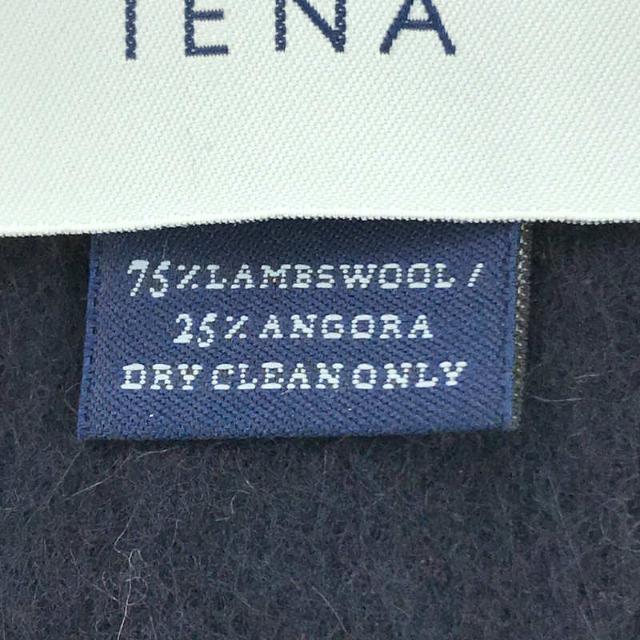 IENA
75%LAMBSWOOL/
25% ANGORA
DRY CLEAN ONLY